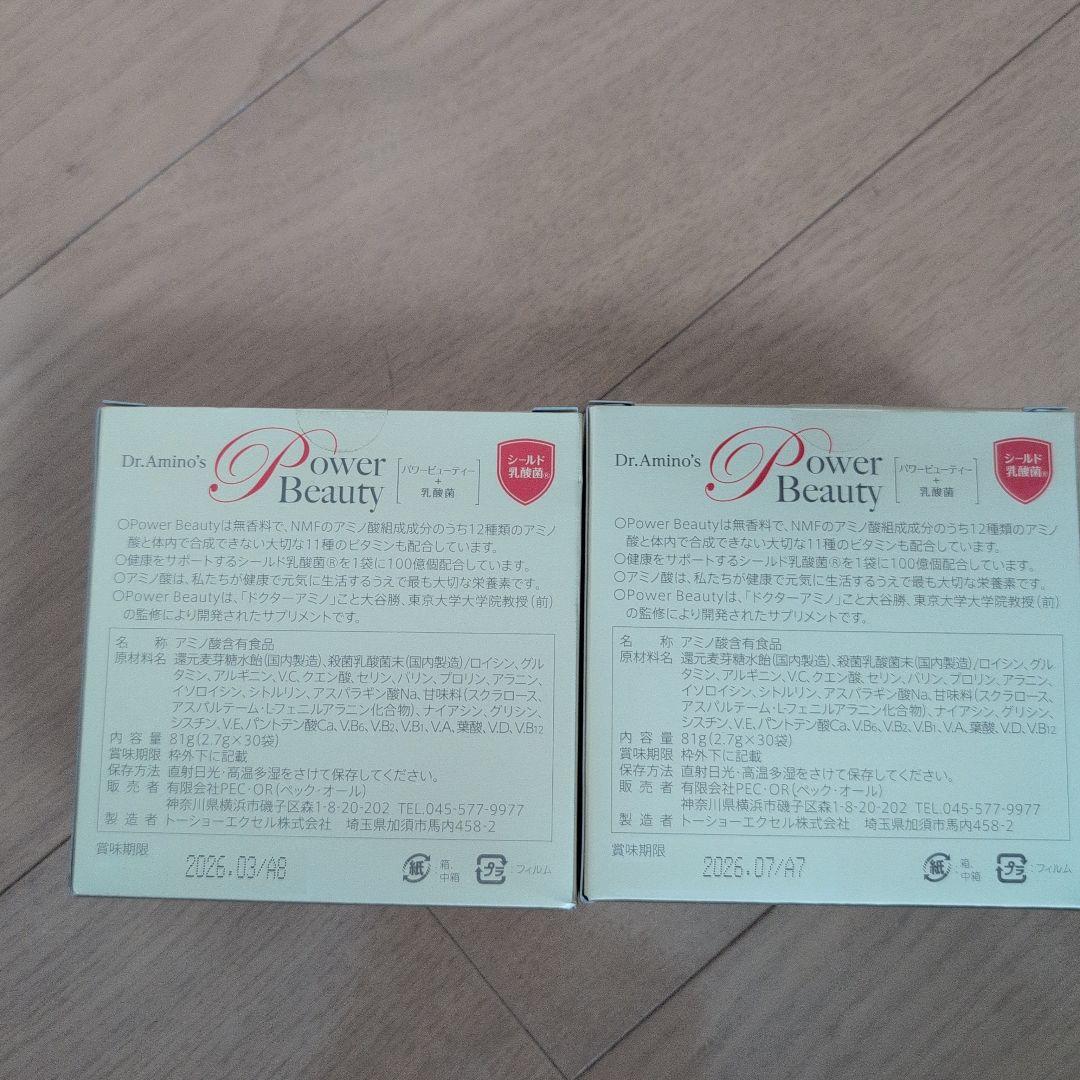 Dr.Amino's Power Beauty [パワービューティー + 乳酸菌] シールド乳酸菌®
○Power Beautyは無香料で、NMFのアミノ酸組成成分のうち12種類のアミノ
酸と体内で合成できない大切な11種のビタミンも配合しています。
○健康をサポートするシールド乳酸菌®を1袋に100億個配合しています。
○アミノ酸は、私たちが健康で元気に生活するうえで最も大切な栄養素です。
○Power Beautyは、「ドクターアミノ」こと大谷勝、東京大学大学院教授(前)
の監修により開発されたサプリメントです。
名 称 アミノ酸含有食品
原材料名 還元麦芽糖水飴(国内製造)、殺菌乳酸菌末(国内製造)/ロイシン、グル
タミン、アルギニン、V.C、クエン酸、セリン、バリン、プロリン、アラニン、
イソロイシン、シトルリン、アスパラギン酸Na、甘味料(スクラロース、
アスパルテーム・L-フェニルアラニン化合物)、ナイアシン、グリシン、
シスチン、V.E、パントテン酸Ca、V.B6、V.B2、V.B1、V.A、葉酸、V.D、V.B12
内 容 量 81g(2.7g×30袋)
賞味期限 枠外下に記載
保存方法 直射日光・高温多湿をさけて保存してください。
販 売 者 有限会社PEC・OR(ペック・オール)
神奈川県横浜市磯子区森1-8-20-202 TEL.045-577-9977
製 造 者 トーショーエクセル株式会社 埼玉県加須市馬内458-2
賞味期限
2026.03/A8
紙 :箱、中箱 プラ :フィルム
Dr.Amino's Power Beauty [パワービューティー + 乳酸菌] シールド乳酸菌®
○Power Beautyは無香料で、NMFのアミノ酸組成成分のうち12種類のアミノ
酸と体内で合成できない大切な11種のビタミンも配合しています。
○健康をサポートするシールド乳酸菌®を1袋に100億個配合しています。
○アミノ酸は、私たちが健康で元気に生活するうえで最も大切な栄養素です。
○Power Beautyは、「ドクターアミノ」こと大谷勝、東京大学大学院教授(前)
の監修により開発されたサプリメントです。
名 称 アミノ酸含有食品
原材料名 還元麦芽糖水飴(国内製造)、殺菌乳酸菌末(国内製造)/ロイシン、グル
タミン、アルギニン、V.C、クエン酸、セリン、バリン、プロリン、アラニン、
イソロイシン、シトルリン、アスパラギン酸Na、甘味料(スクラロース、
アスパルテーム・L-フェニルアラニン化合物)、ナイアシン、グリシン、
シスチン、V.E、パントテン酸Ca、V.B6、V.B2、V.B1、V.A、葉酸、V.D、V.B12
内 容 量 81g(2.7g×30袋)
賞味期限 枠外下に記載
保存方法 直射日光・高温多湿をさけて保存してください。
販 売 者 有限会社PEC・OR(ペック・オール)
神奈川県横浜市磯子区森1-8-20-202 TEL.045-577-9977
製 造 者 トーショーエクセル株式会社 埼玉県加須市馬内458-2
賞味期限
2026.07/A7
紙 :箱、中箱 プラ :フィルム